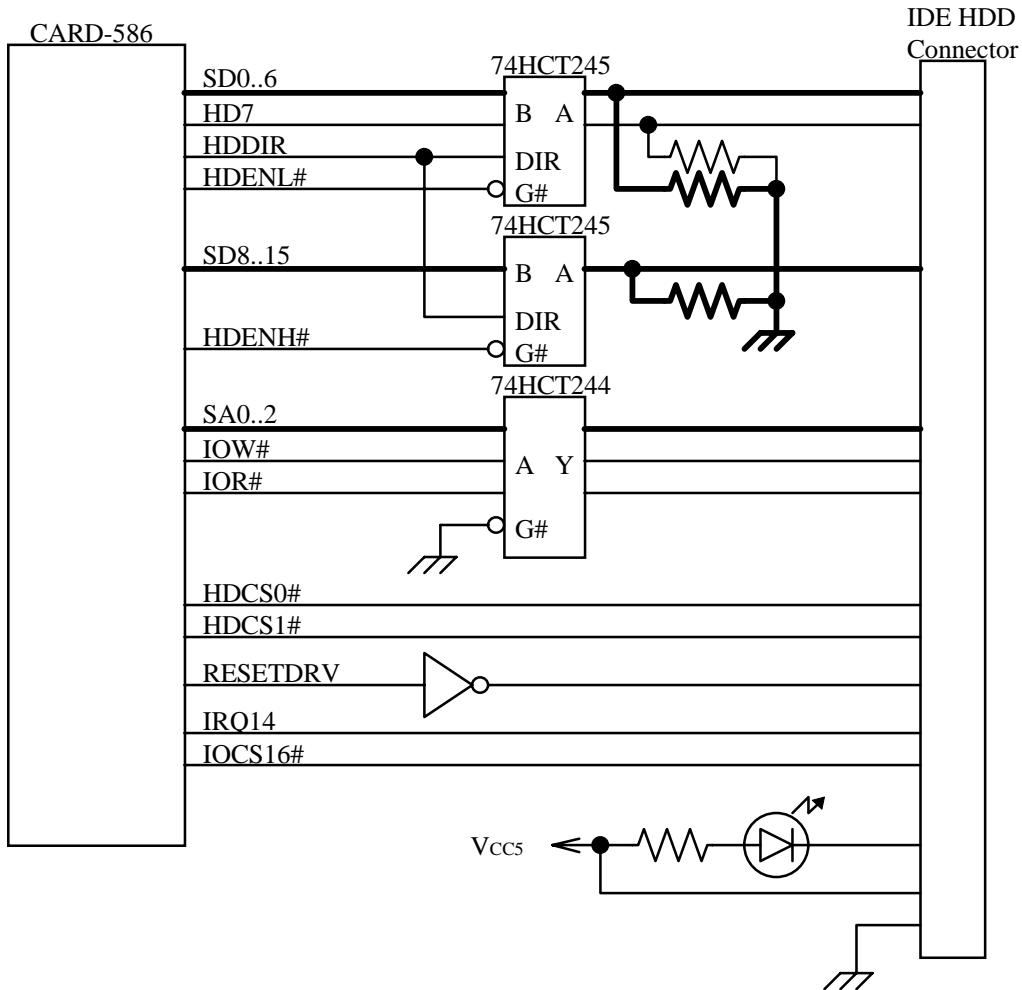 CARD-586
IDE HDD
Connector
SD0..6
HD7
HDDIR
HDENL#
74HCT245
B A
DIR
G#
SD8..15
HDENH#
74HCT245
B A
DIR
G#
SA0..2
IOW#
IOR#
74HCT244
A Y
G#
HDCS0#
HDCS1#
RESETDRV
IRQ14
IOCS16#
VCC5